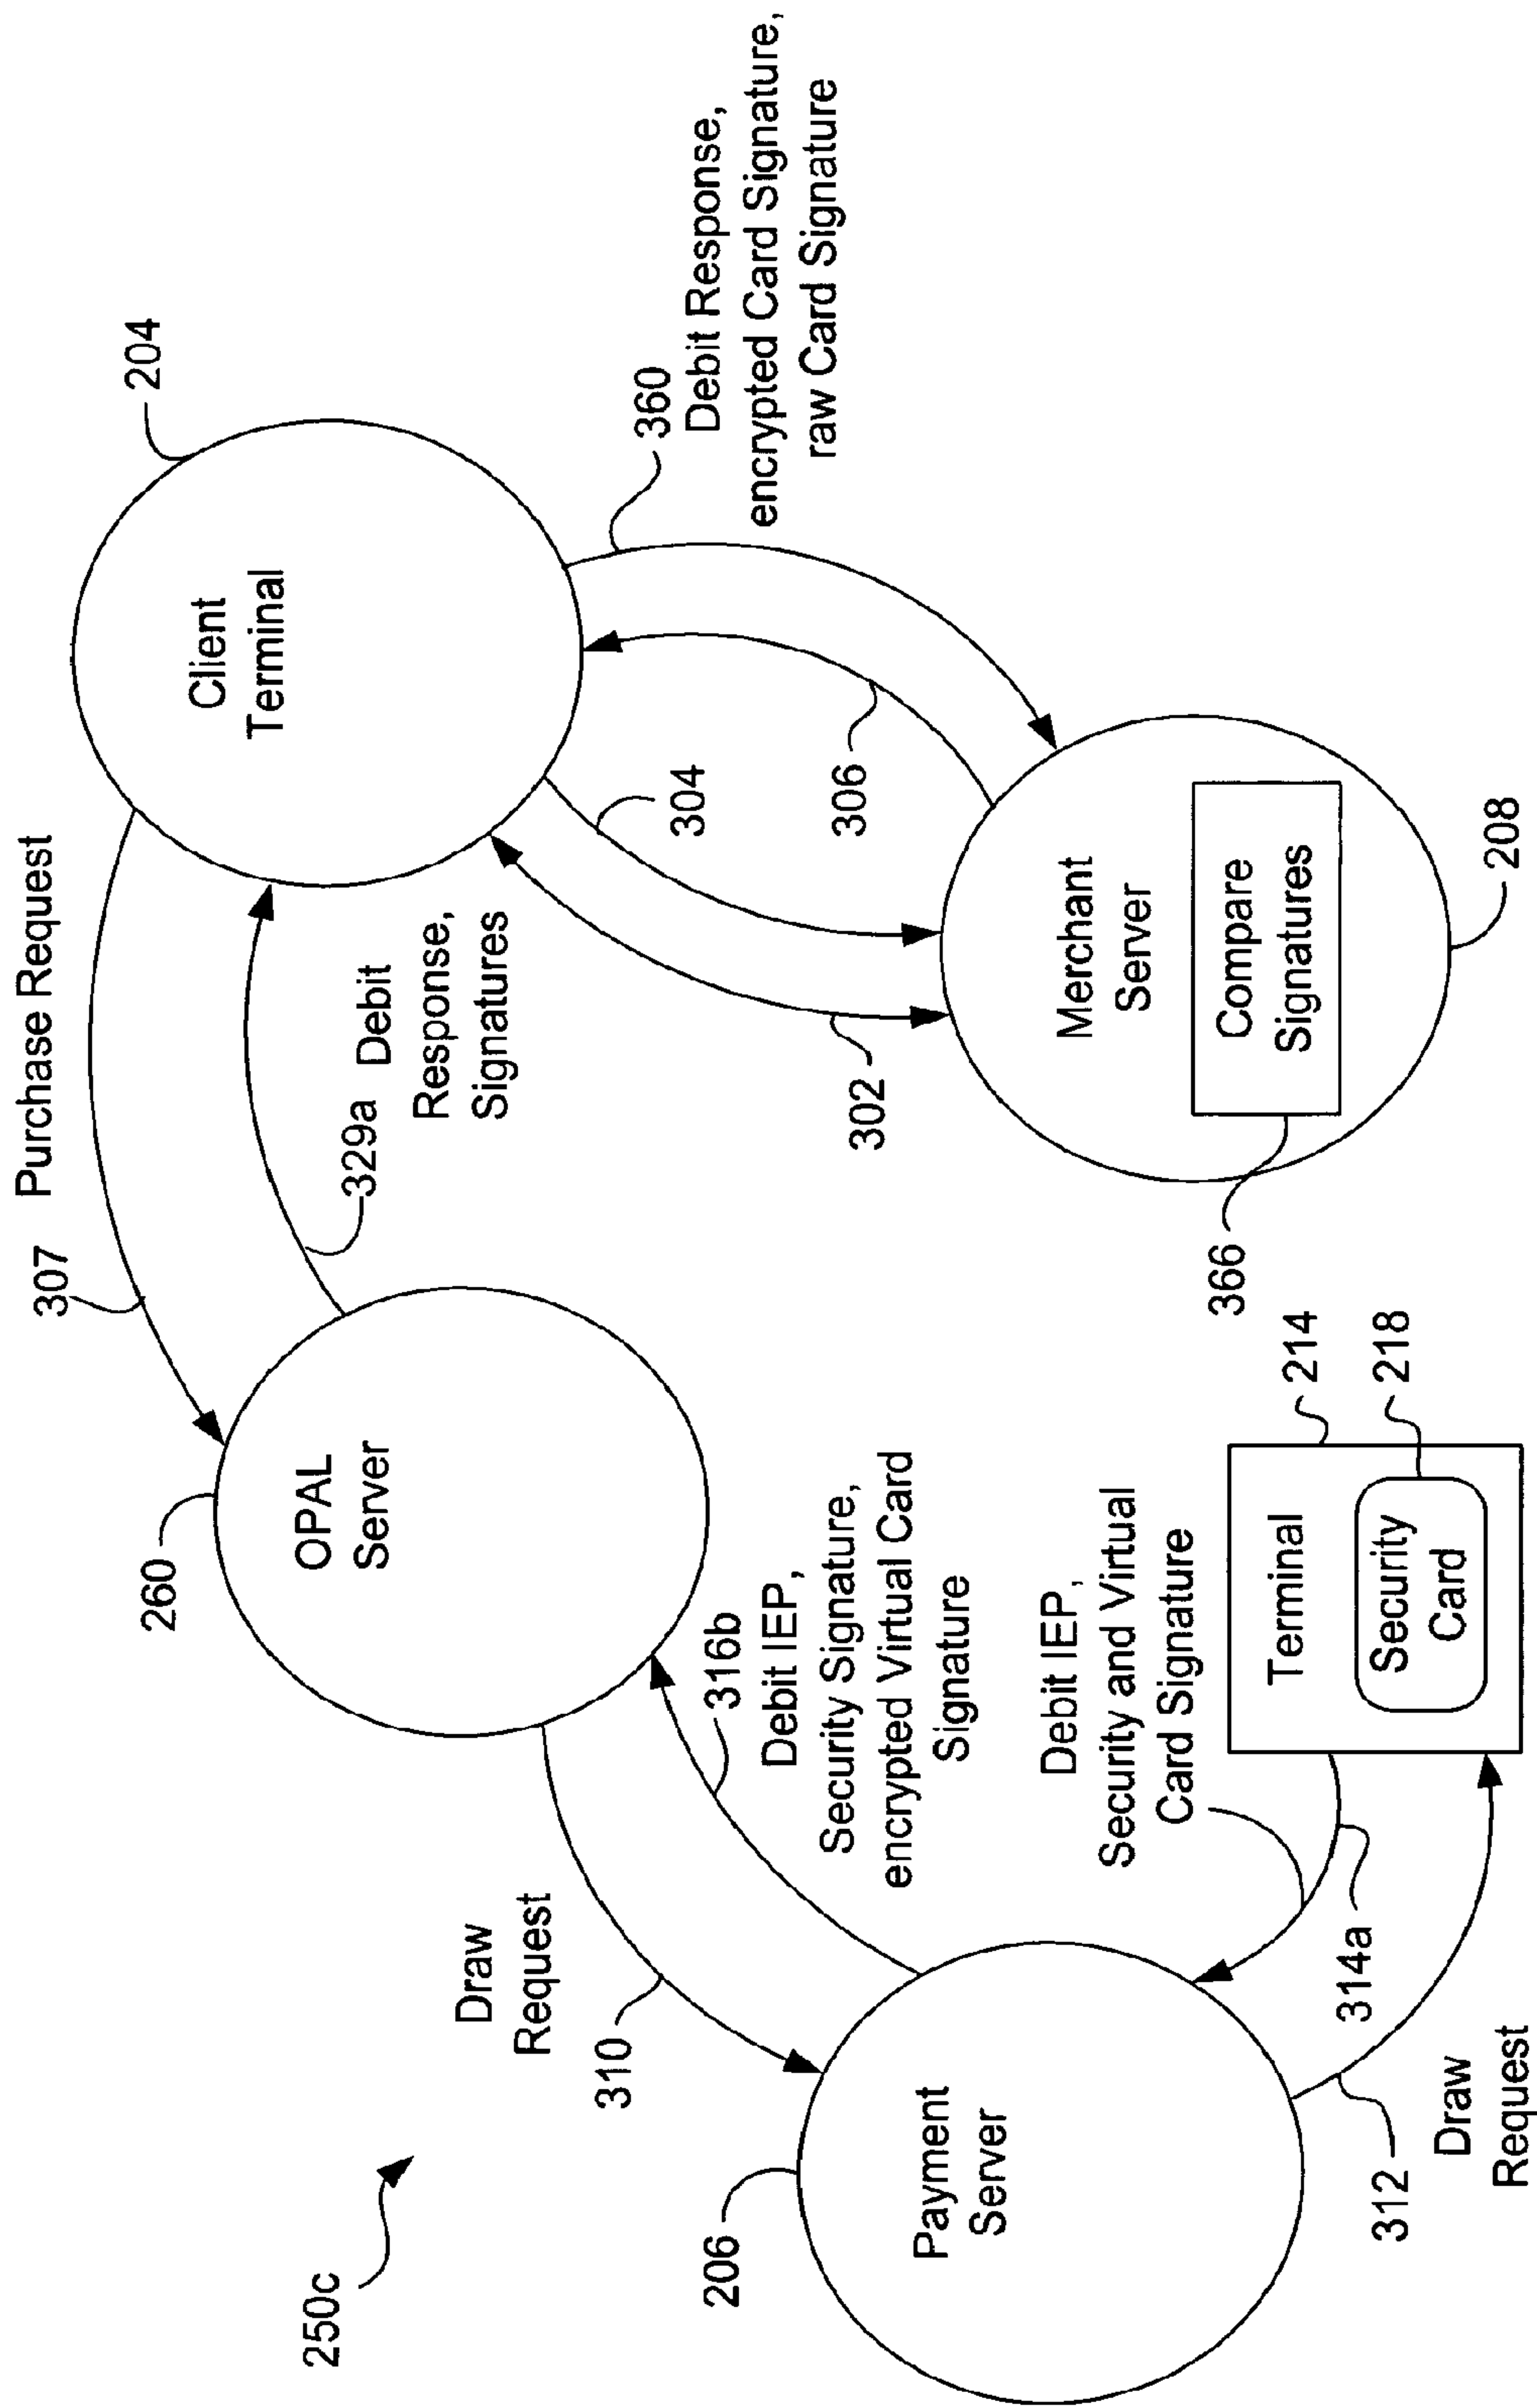 250c
307 Purchase Request
204
Client
Terminal
260
OPAL
Server
329a Debit
Response,
Signatures
360
Debit Response,
encrypted Card Signature,
raw Card Signature
304
306
302
Merchant
Server
Compare
Signatures
366
208
Draw
Request
310
316b
Debit IEP,
Security Signature,
encrypted Virtual Card
Signature
206
Payment
Server
Debit IEP,
Security and Virtual
Card Signature
314a
312
Draw
Request
Terminal
Security
Card
214
218